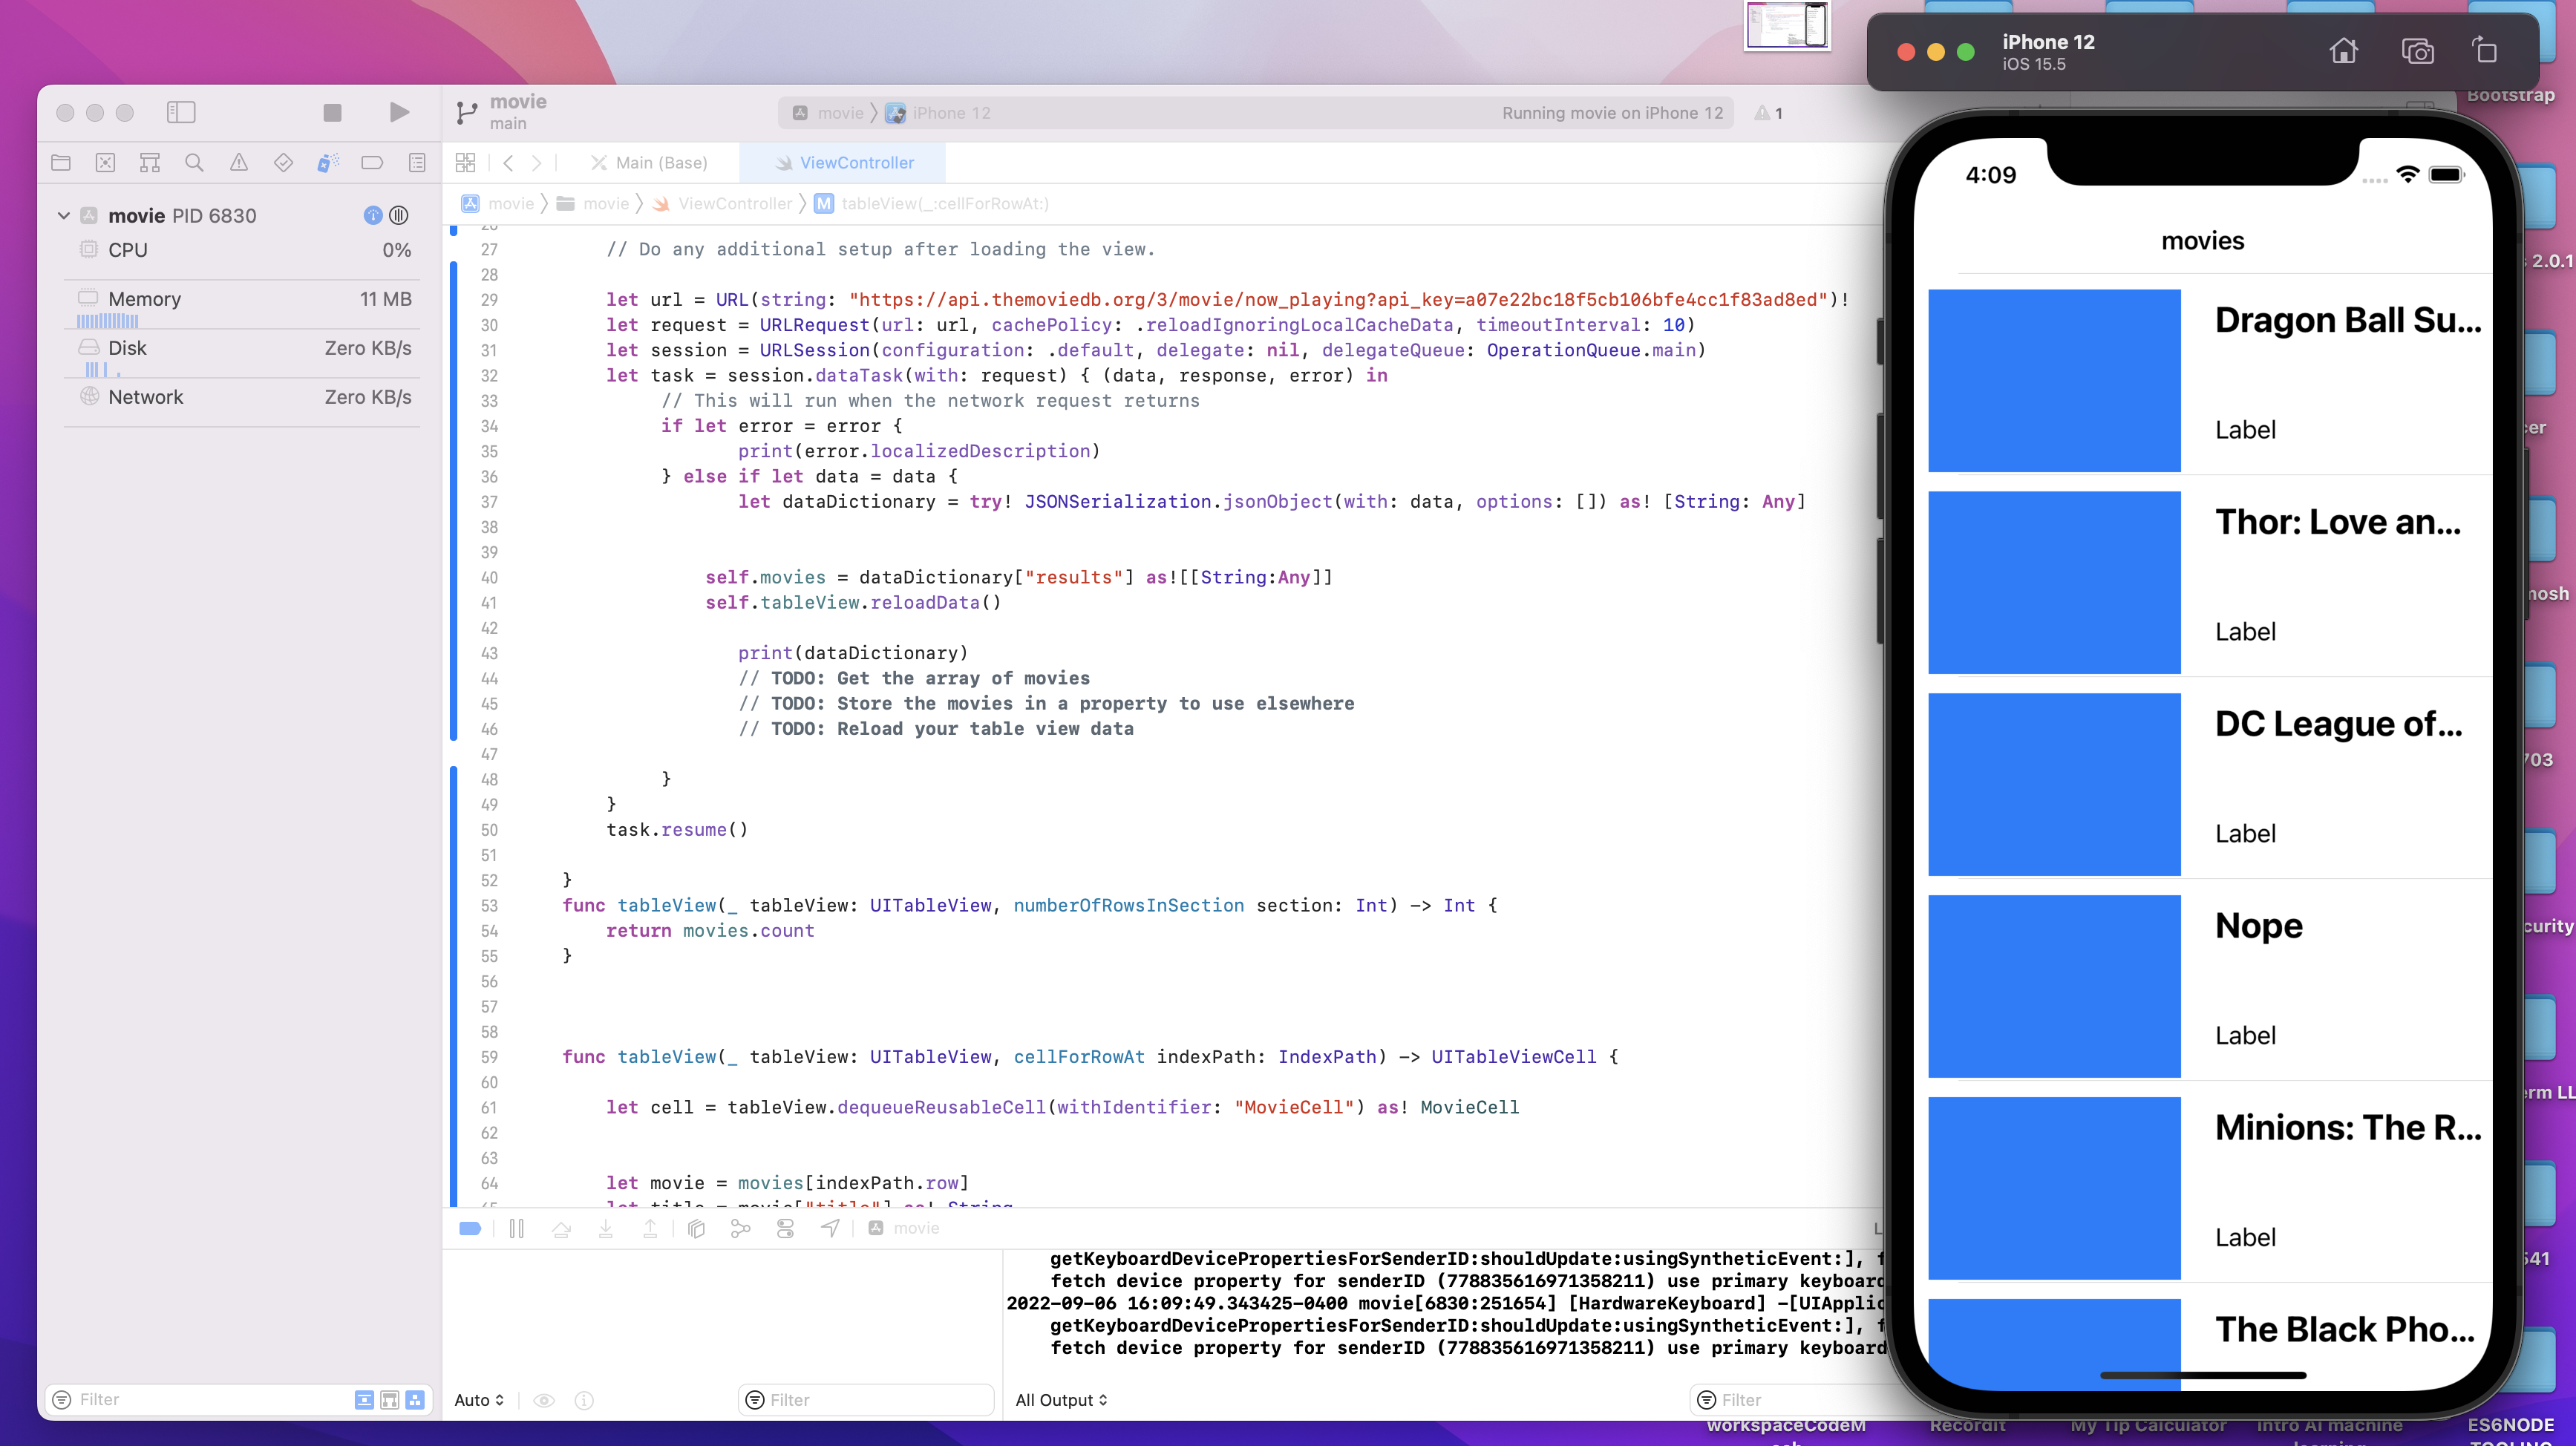 iPhone 12
iOS 15.5
Bootstrap
movie
main
movie
iPhone 12
Running movie on iPhone 12
1
Main (Base)
ViewController
movie
movie
ViewController
M
tableView(_:cellForRowAt:)
movie PID 6830
CPU
0%
Memory
11 MB
Disk
Zero KB/s
Network
Zero KB/s
27 // Do any additional setup after loading the view.
28
29 let url = URL(string: "https://api.themoviedb.org/3/movie/now_playing?api_key=a07e22bc18f5cb106bfe4cc1f83ad8ed")!
30 let request = URLRequest(url: url, cachePolicy: .reloadIgnoringLocalCacheData, timeoutInterval: 10)
31 let session = URLSession(configuration: .default, delegate: nil, delegateQueue: OperationQueue.main)
32 let task = session.dataTask(with: request) { (data, response, error) in
33 // This will run when the network request returns
34 if let error = error {
35 print(error.localizedDescription)
36 } else if let data = data {
37 let dataDictionary = try! JSONSerialization.jsonObject(with: data, options: []) as! [String: Any]
38
39
40 self.movies = dataDictionary["results"] as![[String:Any]]
41 self.tableView.reloadData()
42
43 print(dataDictionary)
44 // TODO: Get the array of movies
45 // TODO: Store the movies in a property to use elsewhere
46 // TODO: Reload your table view data
47
48 }
49 }
50 task.resume()
51
52 }
53 func tableView(_ tableView: UITableView, numberOfRowsInSection section: Int) -> Int {
54 return movies.count
55 }
56
57
58
59 func tableView(_ tableView: UITableView, cellForRowAt indexPath: IndexPath) -> UITableViewCell {
60
61 let cell = tableView.dequeueReusableCell(withIdentifier: "MovieCell") as! MovieCell
62
63
64 let movie = movies[indexPath.row]
movie
getKeyboardDevicePropertiesForSenderID:shouldUpdate:usingSyntheticEvent:], f
fetch device property for senderID (778835616971358211) use primary keyboard
2022-09-06 16:09:49.343425-0400 movie[6830:251654] [HardwareKeyboard] -[UIApplic
getKeyboardDevicePropertiesForSenderID:shouldUpdate:usingSyntheticEvent:], f
fetch device property for senderID (778835616971358211) use primary keyboard
Filter
Auto
Filter
All Output
Filter
4:09
movies
Dragon Ball Su...
Label
Thor: Love an...
Label
DC League of...
Label
Nope
Label
Minions: The R...
Label
The Black Pho...
2.0.1
cer
mosh
703
curity
erm LL
541
workspaceCodeM
RecordIt
My Tip Calculator
Intro AI machine
ES6NODE